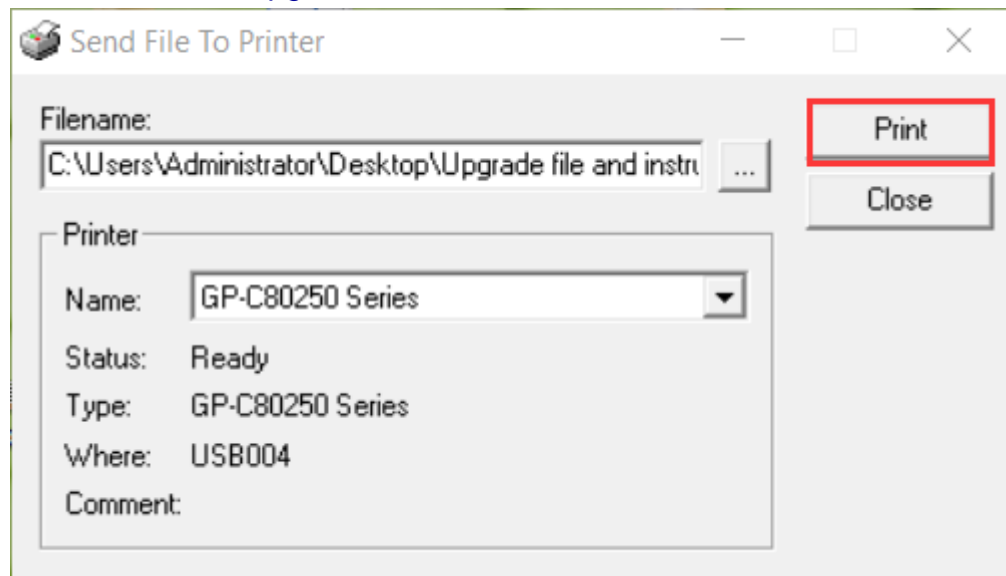 Send File To Printer
Filename:
Print
C:\Users\Administrator\Desktop\Upgrade file and instru
...
Close
Printer
Name: GP-C80250 Series
Status: Ready
Type: GP-C80250 Series
Where: USB004
Comment: